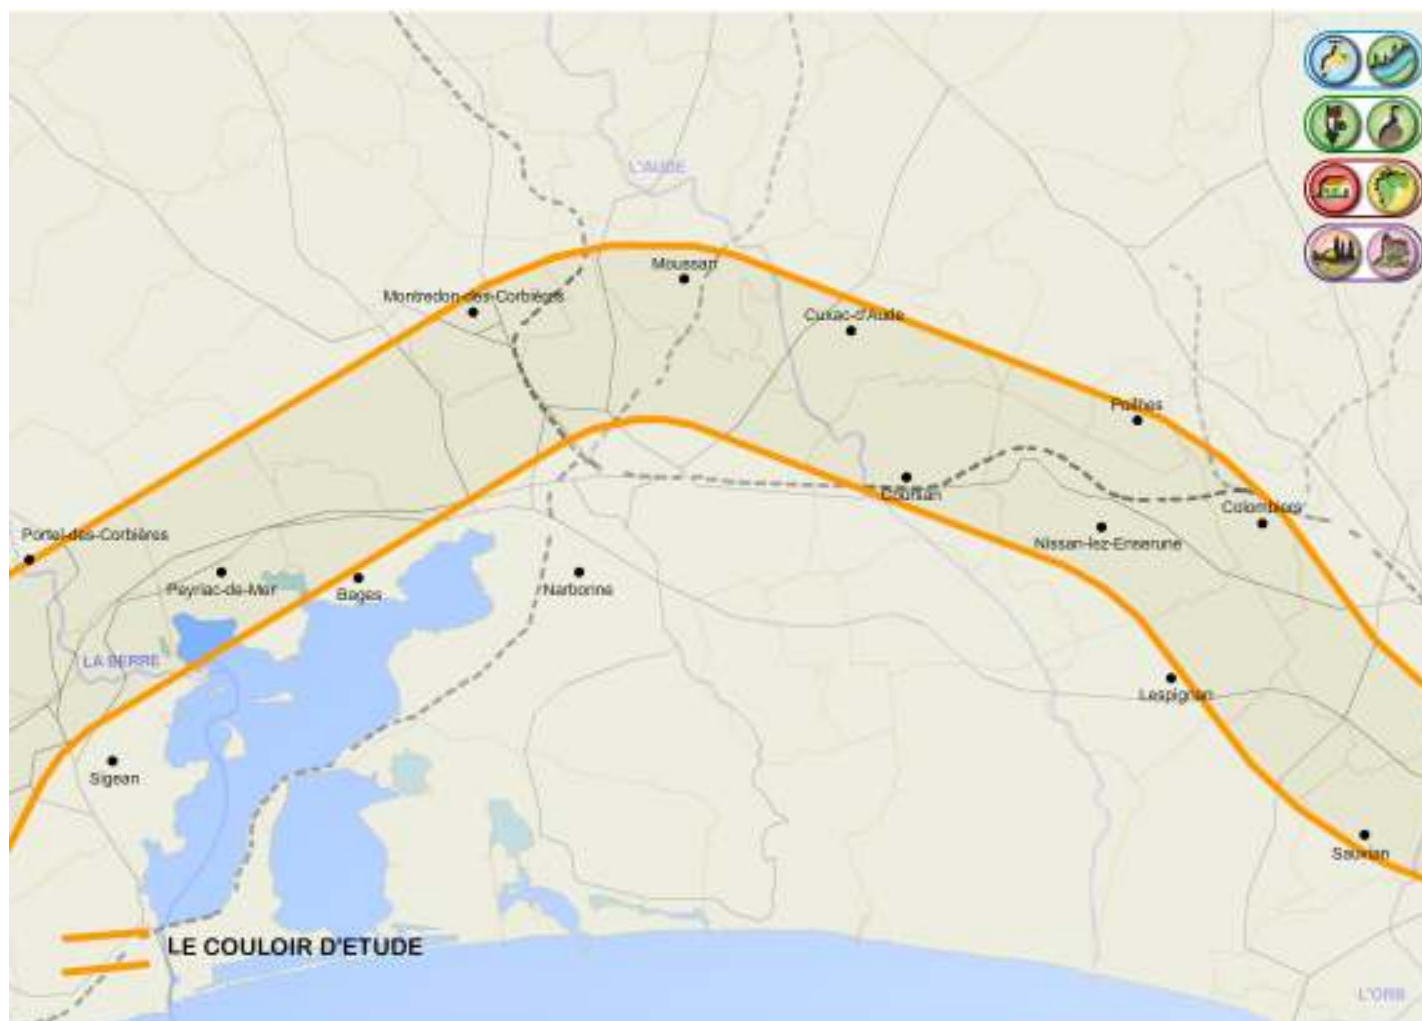 L'AUDE
Moussan
Montredon-des-Corbières
Cuxac-d'Aude
Poilhes
Coursan
Colombiers
Portel-des-Corbières
Nissan-lez-Enserune
Peyriac-de-Mer
Bages
Narbonne
LA BERRE
Lespignan
Sigean
Sauvian
LE COULOIR D'ETUDE
L'ORB